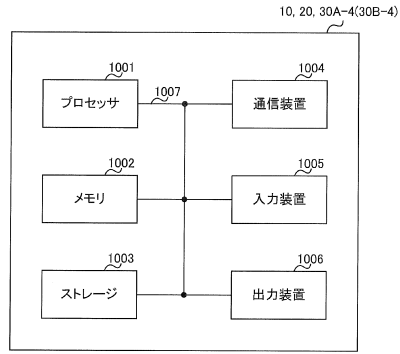 10, 20, 30A-4(30B-4)
1001
プロセッサ
1007
1004
通信装置
1002
メモリ
1005
入力装置
1003
ストレージ
1006
出力装置